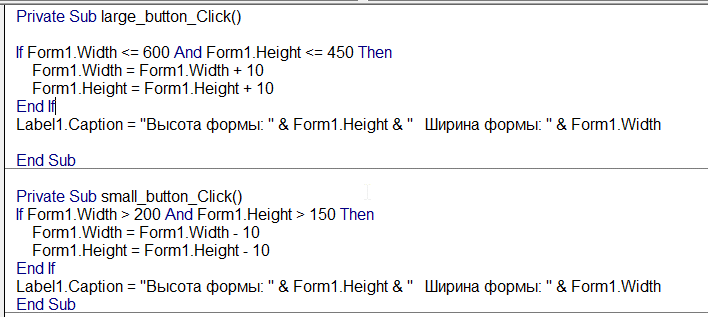 Private Sub large_button_Click()
If Form1.Width <= 600 And Form1.Height <= 450 Then
Form1.Width = Form1.Width + 10
Form1.Height = Form1.Height + 10
End If
Label1.Caption = "Высота формы: " & Form1.Height & "   Ширина формы: " & Form1.Width
End Sub
Private Sub small_button_Click()
If Form1.Width > 200 And Form1.Height > 150 Then
Form1.Width = Form1.Width - 10
Form1.Height = Form1.Height - 10
End If
Label1.Caption = "Высота формы: " & Form1.Height & "   Ширина формы: " & Form1.Width
End Sub